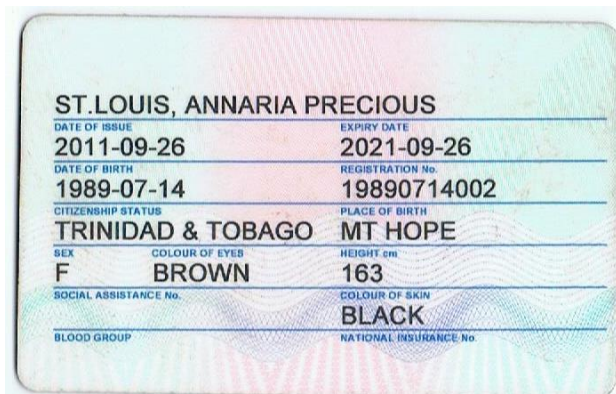 ST.LOUIS, ANNARIA PRECIOUS
DATE OF ISSUE EXPIRY DATE
2011-09-26 2021-09-26
DATE OF BIRTH REGISTRATION No.
1989-07-14 19890714002
CITIZENSHIP STATUS PLACE OF BIRTH
TRINIDAD & TOBAGO MT HOPE
SEX COLOUR OF EYES HEIGHT cm
F BROWN 163
SOCIAL ASSISTANCE No. COLOUR OF SKIN
BLACK
BLOOD GROUP NATIONAL INSURANCE No.